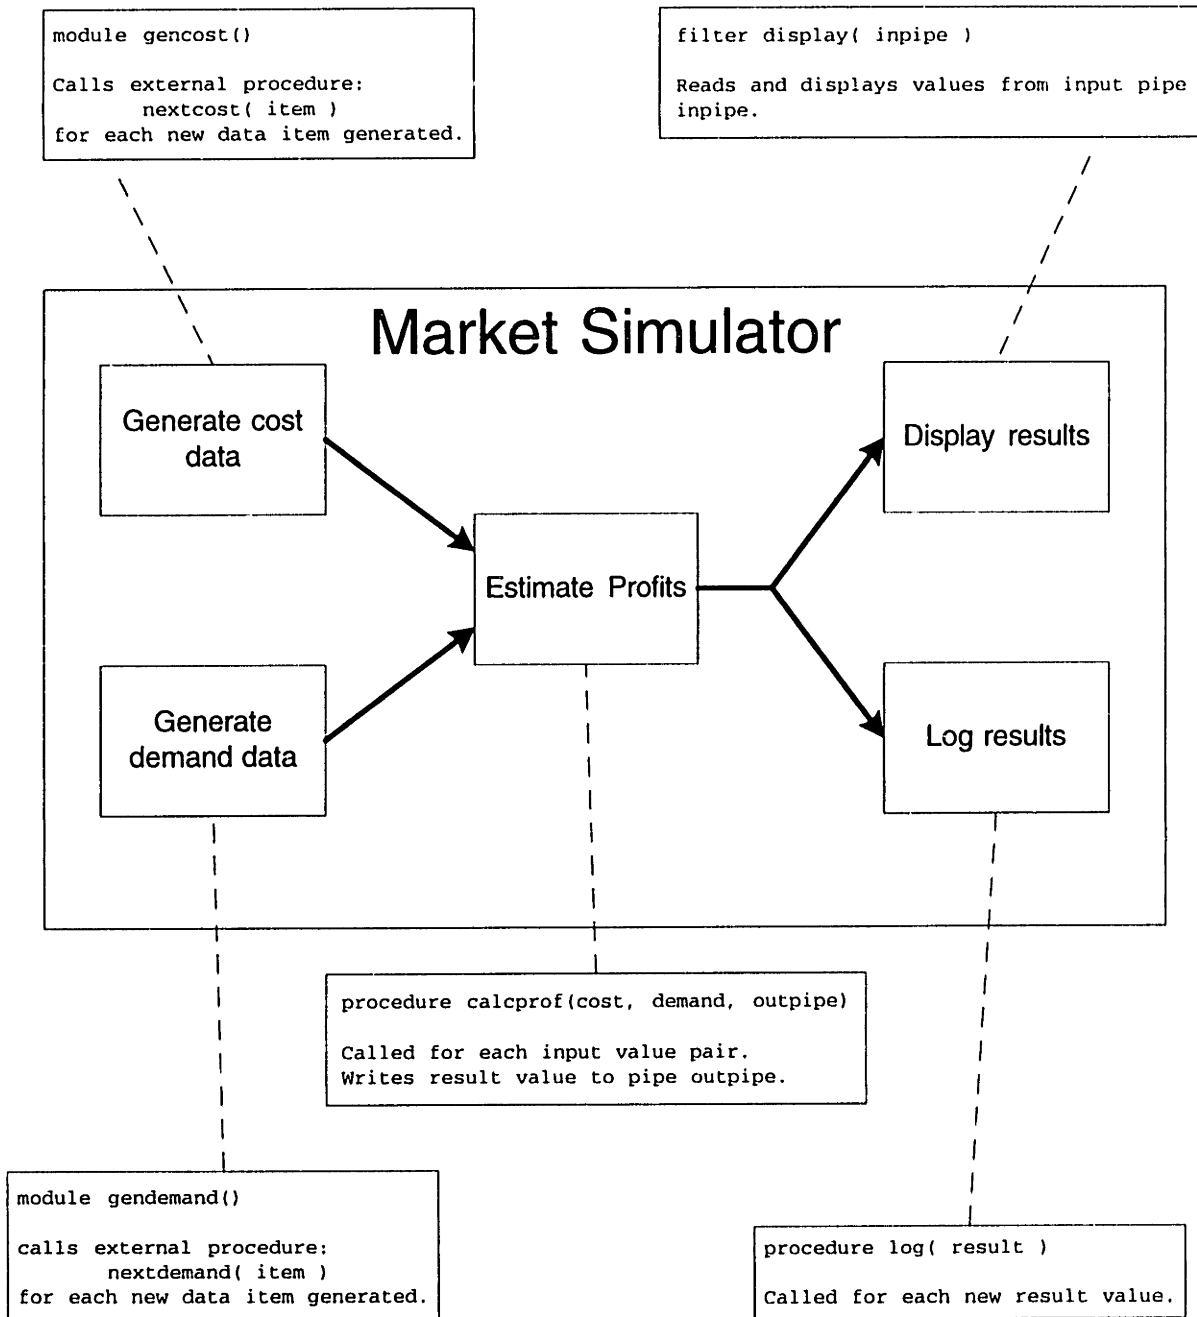 module gencost()
Calls external procedure:
nextcost( item )
for each new data item generated.
filter display( inpipe )
Reads and displays values from input pipe
inpipe.
Market Simulator
Generate cost
data
Display results
Estimate Profits
Generate
demand data
Log results
procedure calcprof(cost, demand, outpipe)
Called for each input value pair.
Writes result value to pipe outpipe.
module gendemand()
calls external procedure:
nextdemand( item )
for each new data item generated.
procedure log( result )
Called for each new result value.